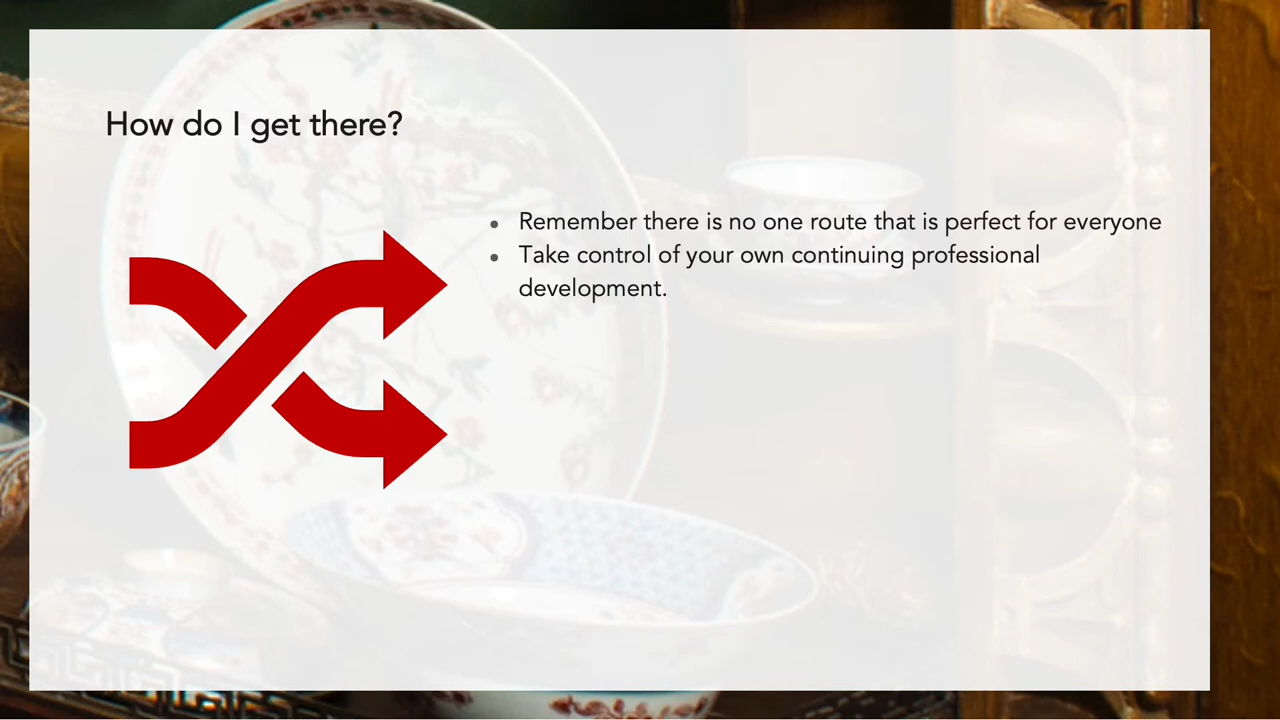 How do I get there?
• Remember there is no one route that is perfect for everyone
• Take control of your own continuing professional
development.